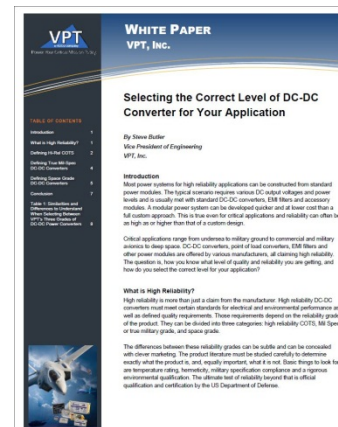 VPT
WHITE PAPER
VPT, INC.
Selecting the Correct Level of DC-DC
Converter for Your Application
By Steve Butler
Vice President of Engineering
VPT, Inc.
TABLE OF CONTENTS
Introduction 1
What is High Reliability? 1
Defining Hi-Rel COTS 2
Defining True Mil-Spec
DC-DC Converters 4
Defining Space Grade
DC-DC Converters 5
Conclusion 7
Table 1: Similarities and
Differences to Understand
When Selecting Between
VPT's Three Grades of
DC-DC Power Converters 8
Introduction
Most power systems for high reliability applications can be constructed from standard
power modules. The typical scenario requires various DC output voltages and power
levels and is usually met with standard DC-DC converters, EMI filters and accessory
modules. A modular power system can be developed quicker and at lower cost than a
full custom approach. This is true even for critical applications and reliability can often be
as high or higher than that of a custom design.
Critical applications range from undersea to military ground to commercial and military
avionics to deep space. DC-DC converters, point of load converters, EMI filters and
other power modules are offered by various manufacturers, all claiming high reliability.
The question is, how you know what level of quality and reliability you are getting, and
how do you select the correct level for your application?
What is High Reliability?
High reliability is more than just a claim from the manufacturer. High reliability DC-DC
converters must meet certain standards for electrical and environmental performance as
well as defined quality requirements. Those requirements depend on the reliability grade
of the product. They can be divided into three categories: high reliability COTS, Mil Spec
or true military grade, and space grade.
The differences between these reliability grades can be subtle and can be concealed
with clever marketing. The product literature must be studied carefully to determine
exactly what the product is, and, equally important, what it is not. Basic things to look for
are temperature rating, hermeticity, military specification compliance and a rigorous
environmental qualification. The ultimate test of reliability beyond that is official
qualification and certification by the US Department of Defense.